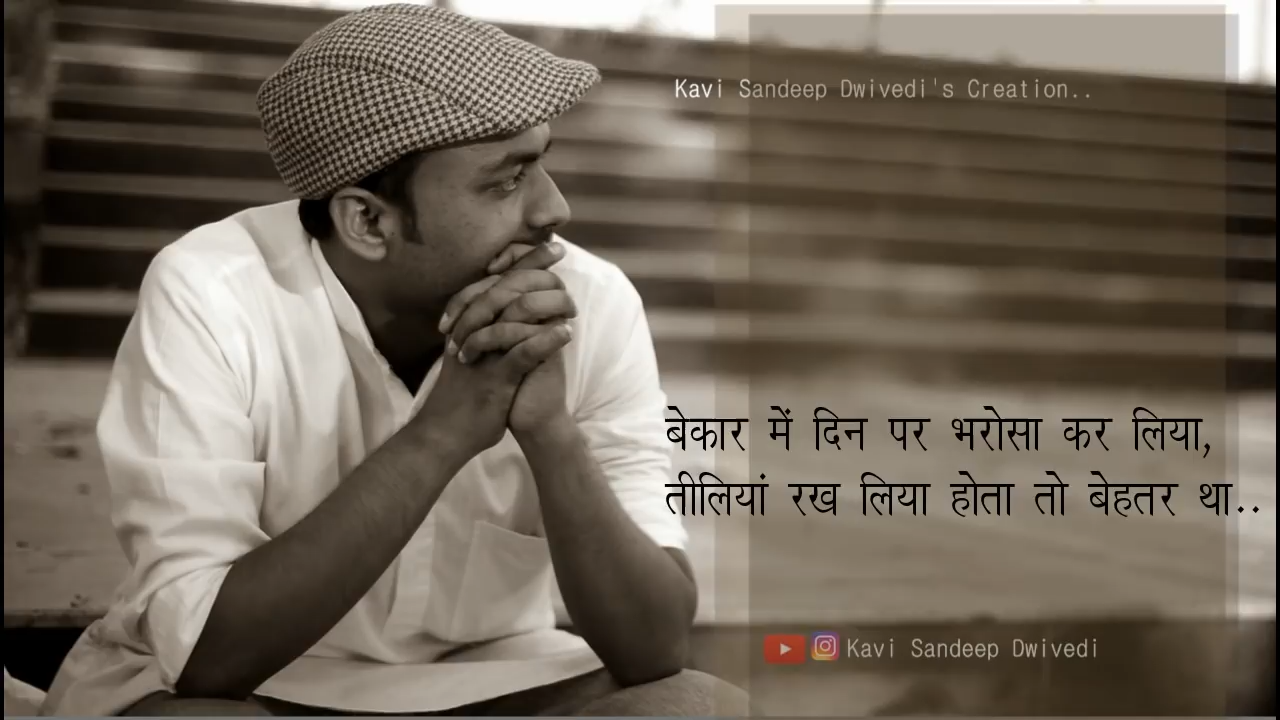 Kavi Sandeep Dwivedi's Creation..
बेकार में दिन पर भरोसा कर लिया,
तीलियां रख लिया होता तो बेहतर था..
Kavi Sandeep Dwivedi